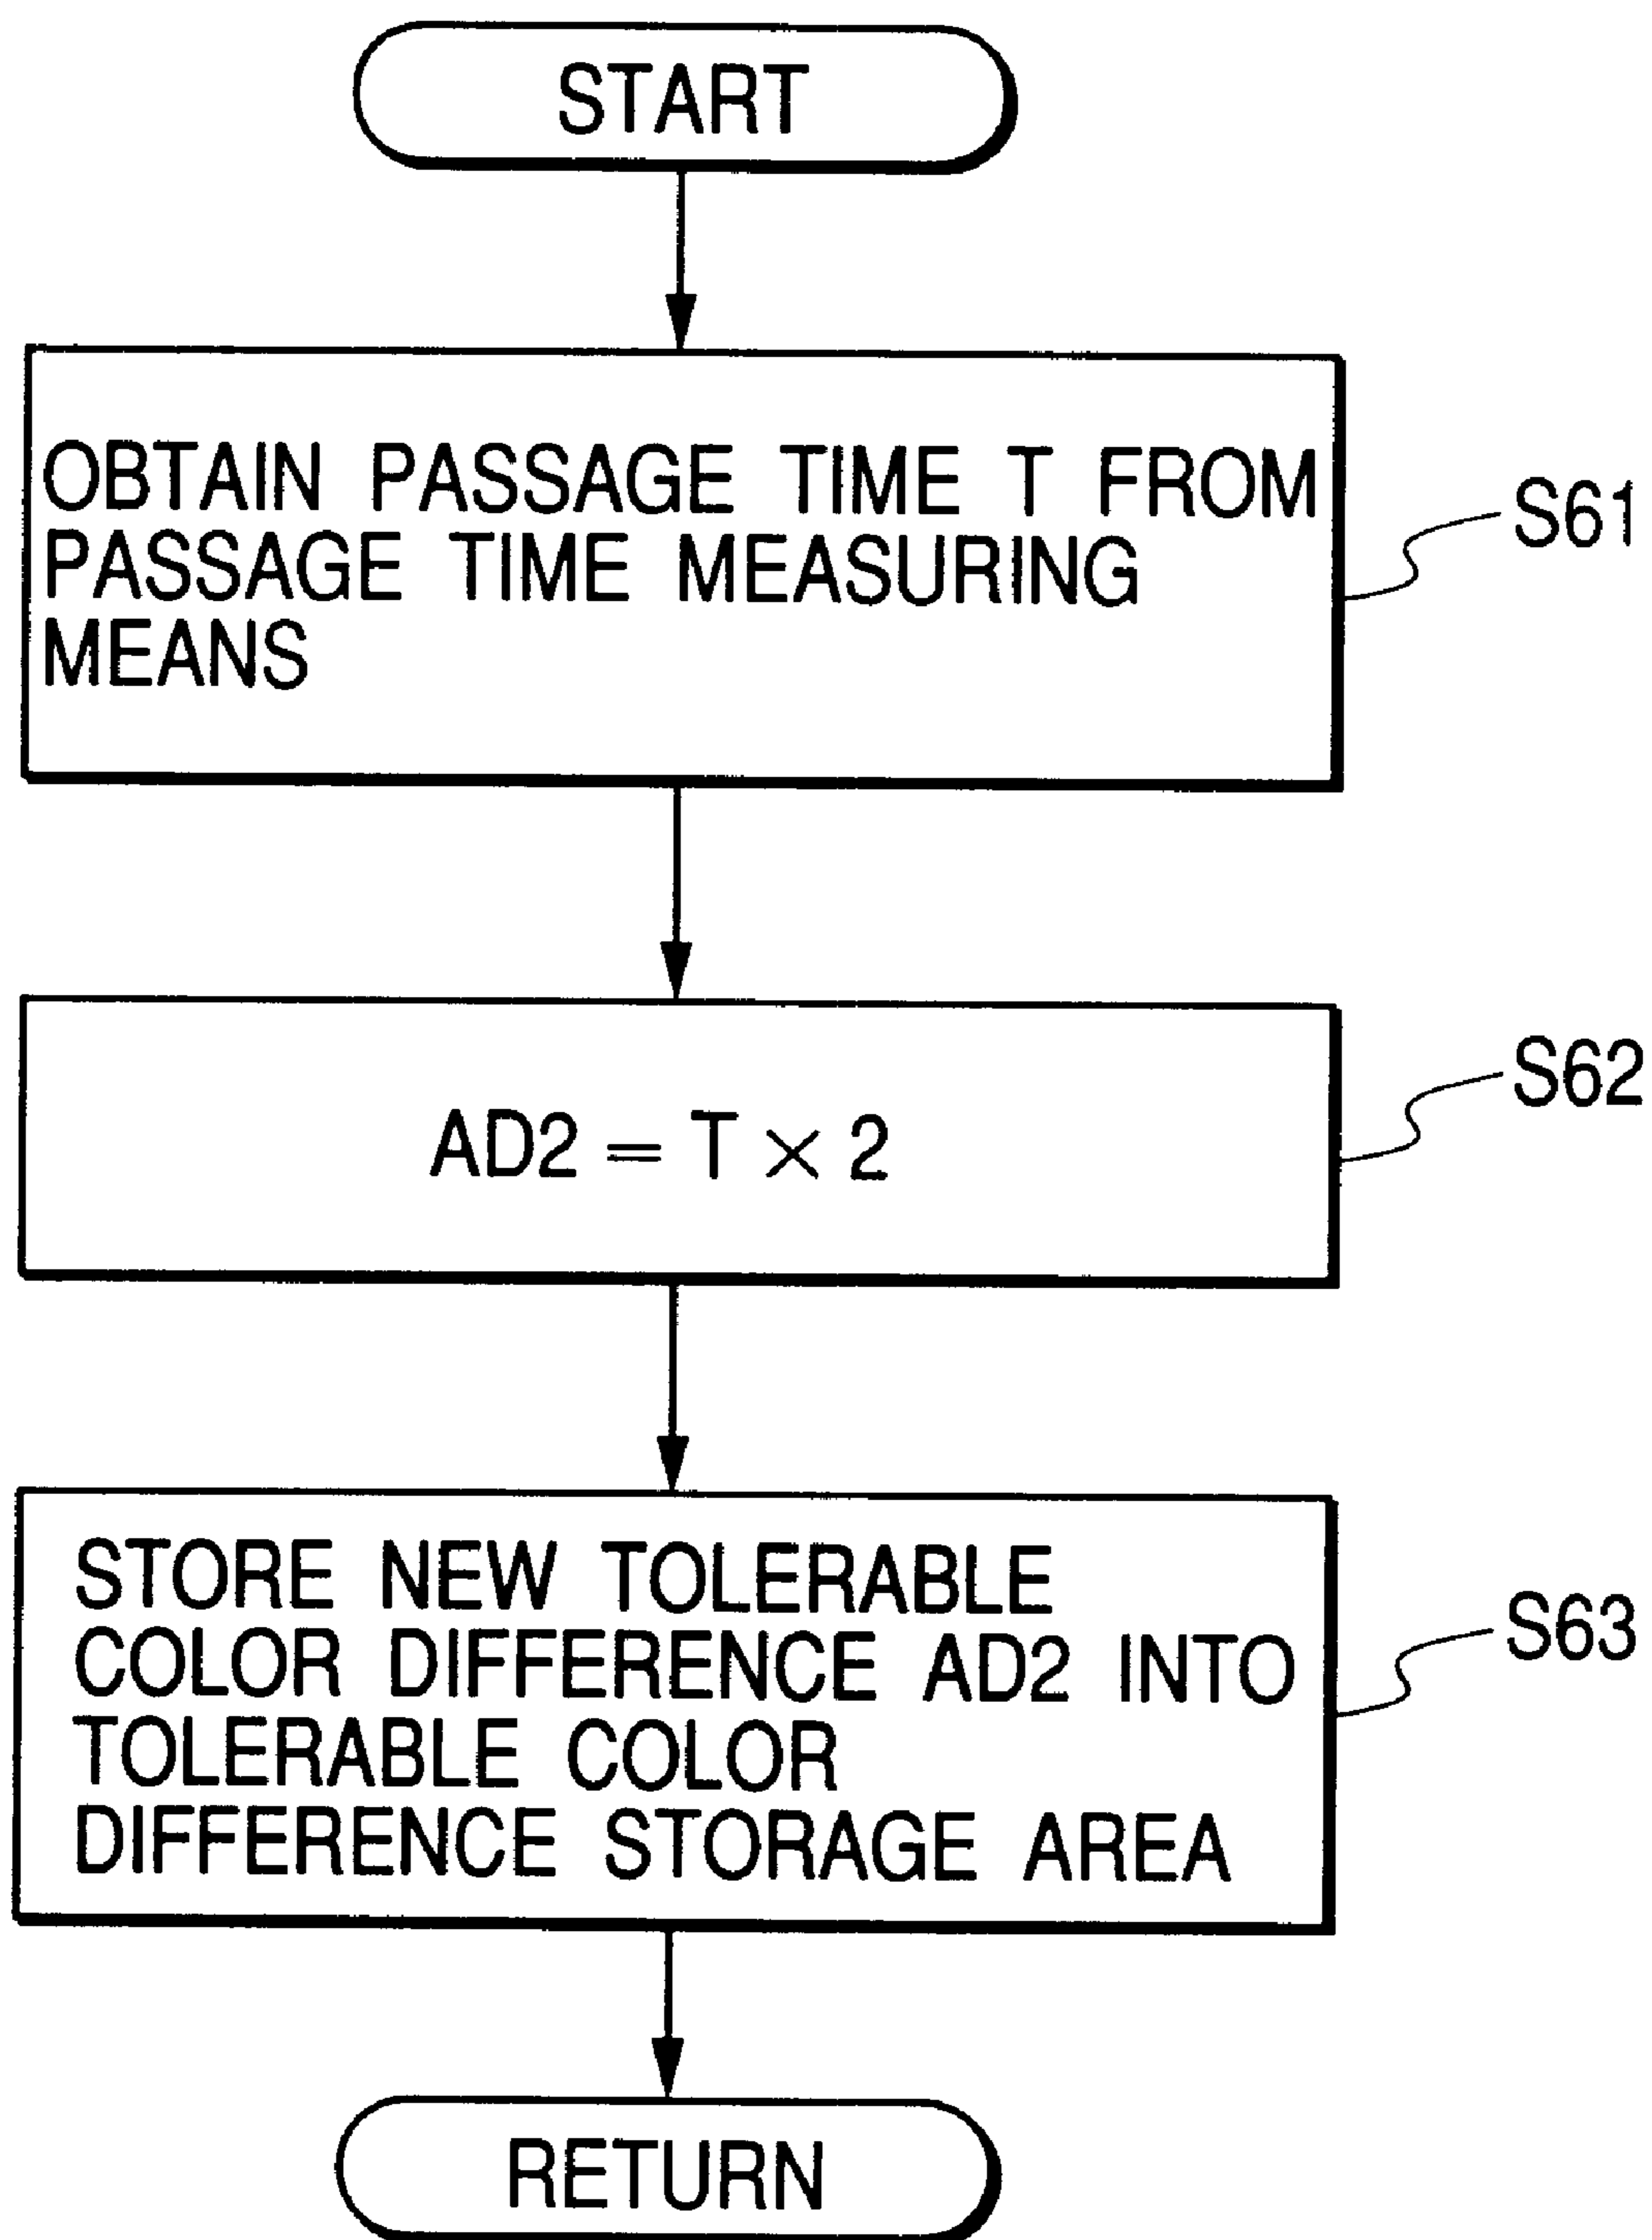 START
OBTAIN PASSAGE TIME T FROM
PASSAGE TIME MEASURING
MEANS
S61
AD2 = T × 2
S62
STORE NEW TOLERABLE
COLOR DIFFERENCE AD2 INTO
TOLERABLE COLOR
DIFFERENCE STORAGE AREA
S63
RETURN